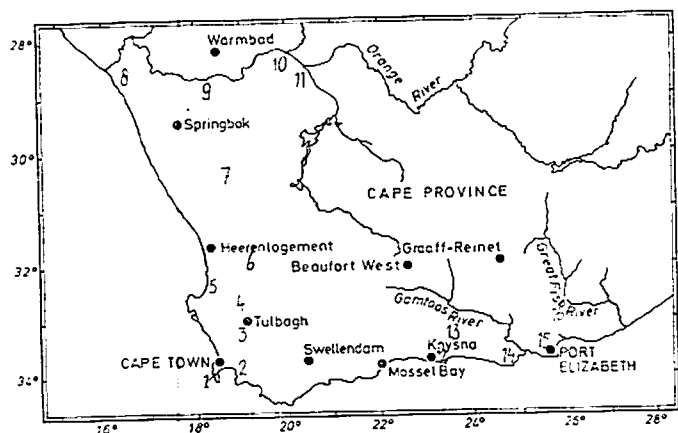 28°
Warmbad
10
8
9
11
Orange
River
Springbok
30°
7
CAPE PROVINCE
Heerenlogement
6
Graaff-Reinet
Beaufort West
Great Fish
River
32°
5
4
Gamtoos River
Tulbagh
3
13
Swellendam
Knysna
15
CAPE TOWN
2
14
PORT
ELIZABETH
1
Mossel Bay
34°
16°
18°
20°
22°
24°
26°
28°